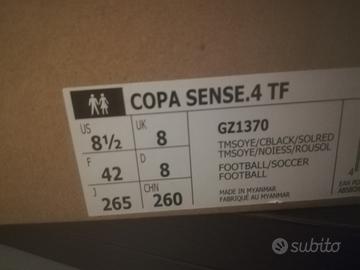 COPA SENSE.4 TF
US 8½ UK 8
F 42 D 8
J 265 CHN 260
GZ1370
TMSOYE/CBLACK/SOLRED
TMSOYE/NOIESS/ROUSOL
FOOTBALL/SOCCER
FOOTBALL
MADE IN MYANMAR
FABRIQUÉ AU MYANMAR
subito